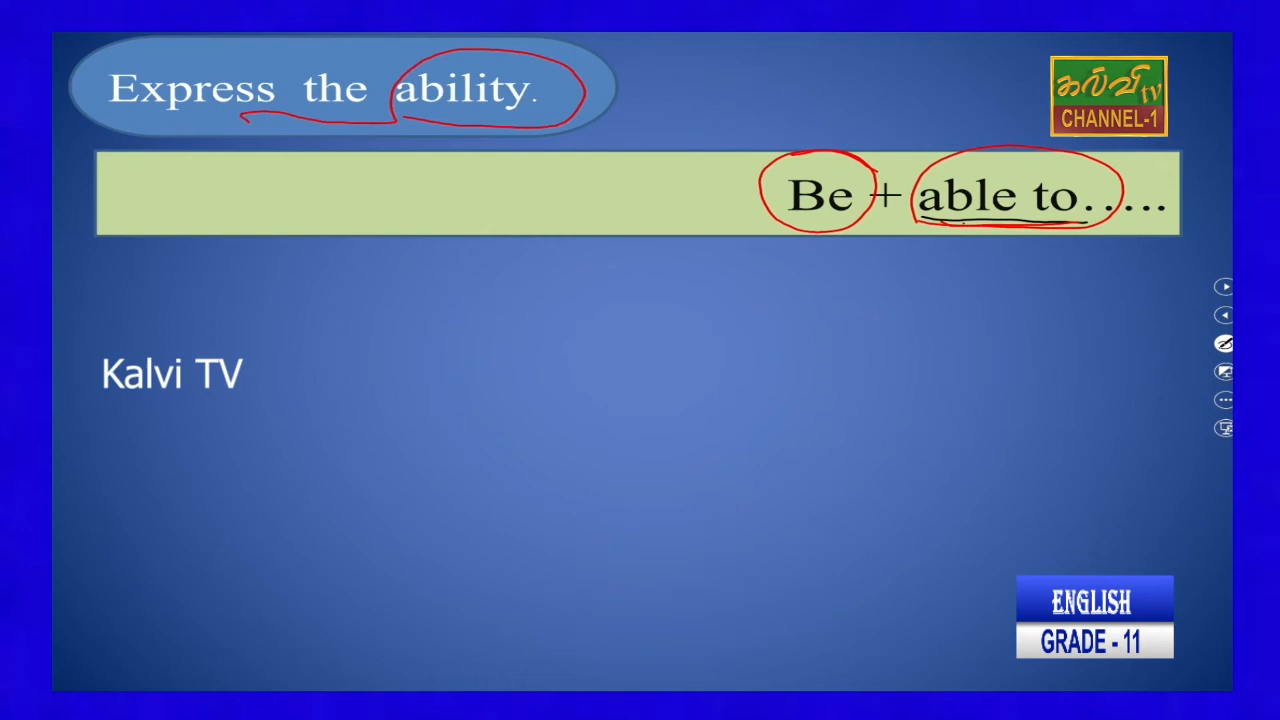 Express the ability.
கல்வி tv
CHANNEL-1
Be + able to.....
Kalvi TV
ENGLISH
GRADE - 11